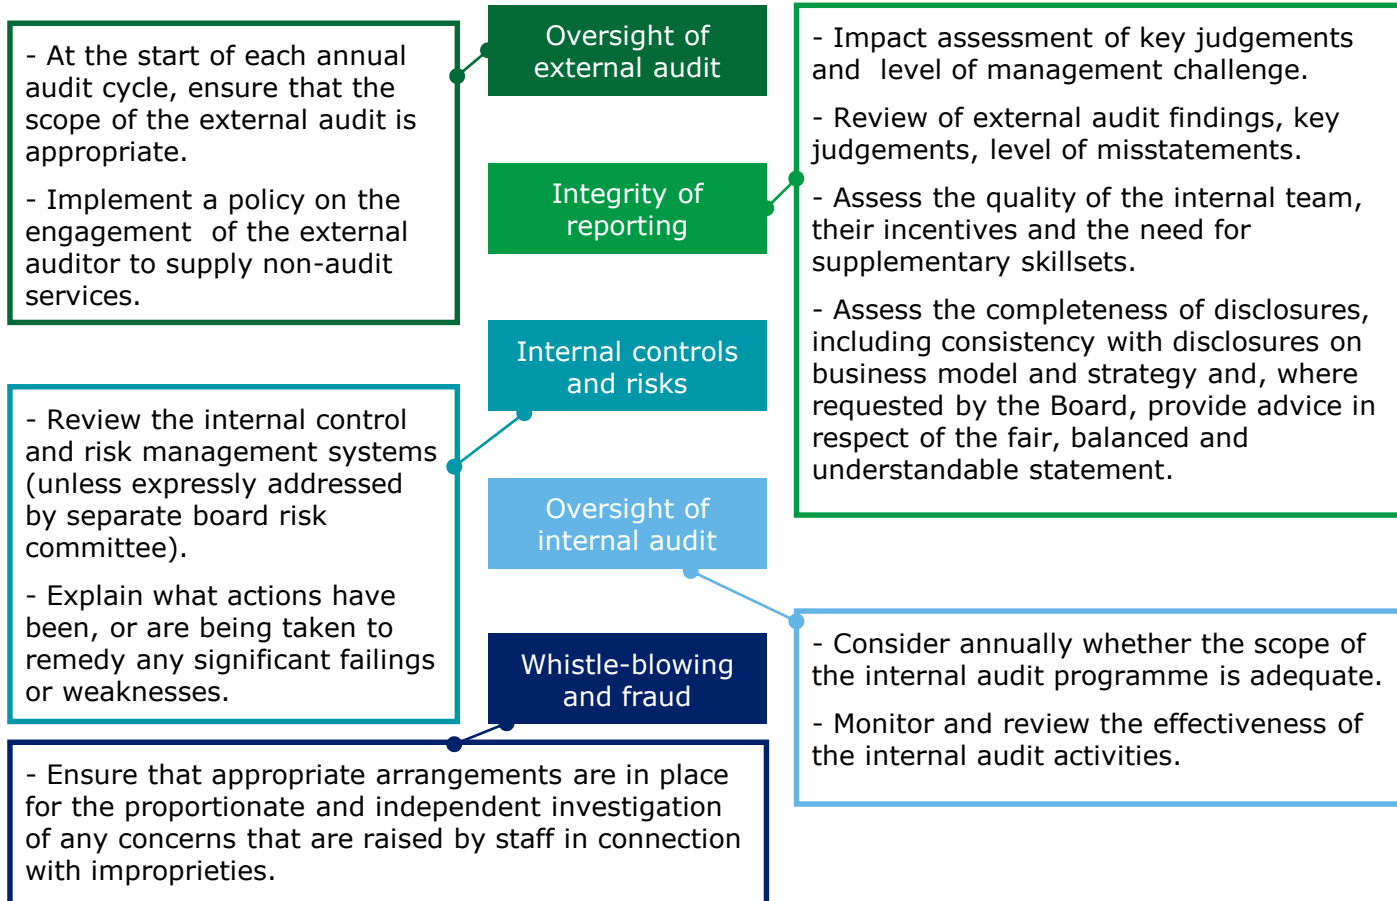 Oversight of
external audit
- At the start of each annual
audit cycle, ensure that the
scope of the external audit is
appropriate.
- Implement a policy on the
engagement  of the external
auditor to supply non-audit
services.
Integrity of
reporting
- Impact assessment of key judgements
and  level of management challenge.
- Review of external audit findings, key
judgements, level of misstatements.
- Assess the quality of the internal team,
their incentives and the need for
supplementary skillsets.
- Assess the completeness of disclosures,
including consistency with disclosures on
business model and strategy and, where
requested by the Board, provide advice in
respect of the fair, balanced and
understandable statement.
Internal controls
and risks
- Review the internal control
and risk management systems
(unless expressly addressed
by separate board risk
committee).
- Explain what actions have
been, or are being taken to
remedy any significant failings
or weaknesses.
Oversight of
internal audit
- Consider annually whether the scope of
the internal audit programme is adequate.
- Monitor and review the effectiveness of
the internal audit activities.
Whistle-blowing
and fraud
- Ensure that appropriate arrangements are in place
for the proportionate and independent investigation
of any concerns that are raised by staff in connection
with improprieties.